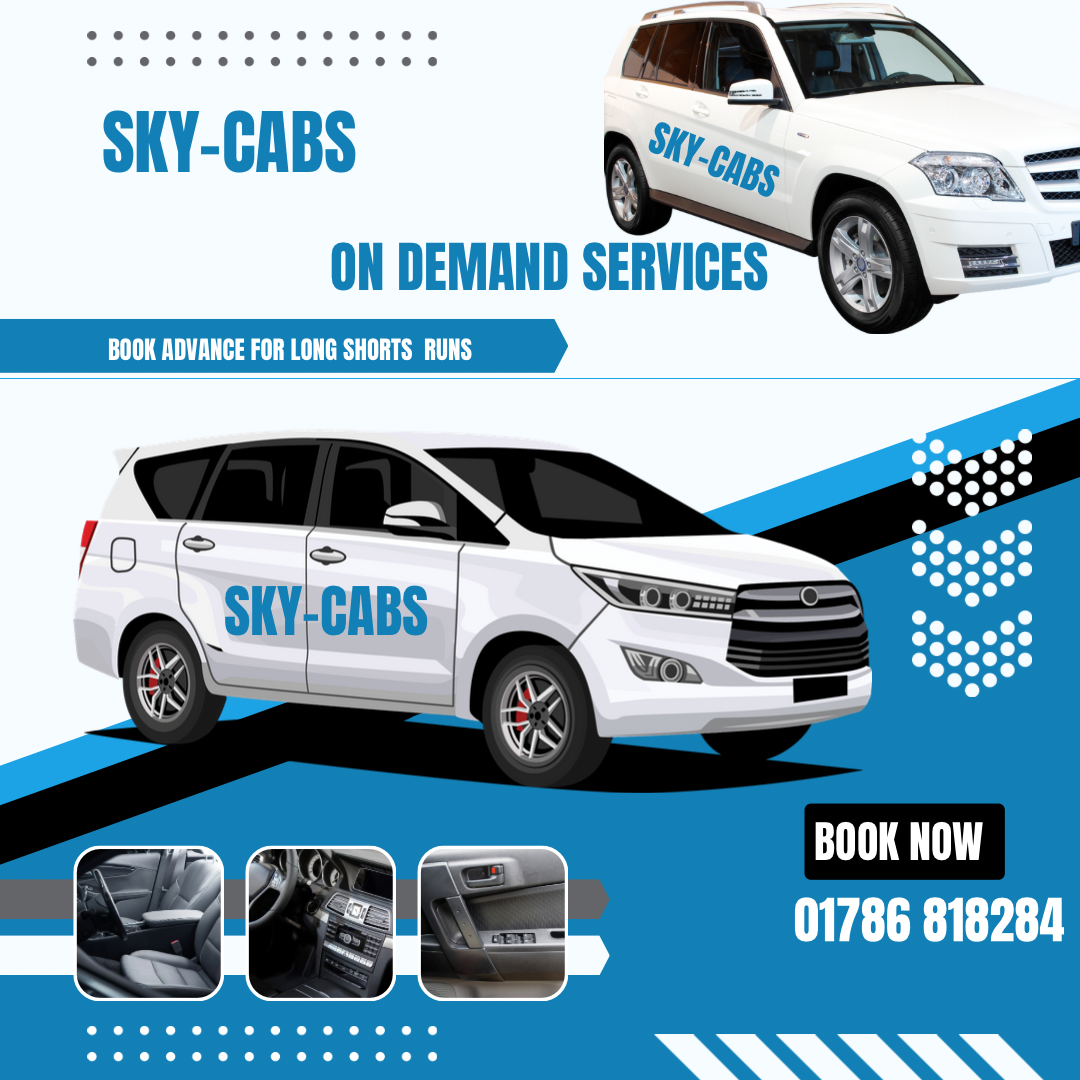 SKY-CABS
SKY-CABS
ON DEMAND SERVICES
BOOK ADVANCE FOR LONG SHORTS RUNS
SKY-CABS
BOOK NOW
01786 818284